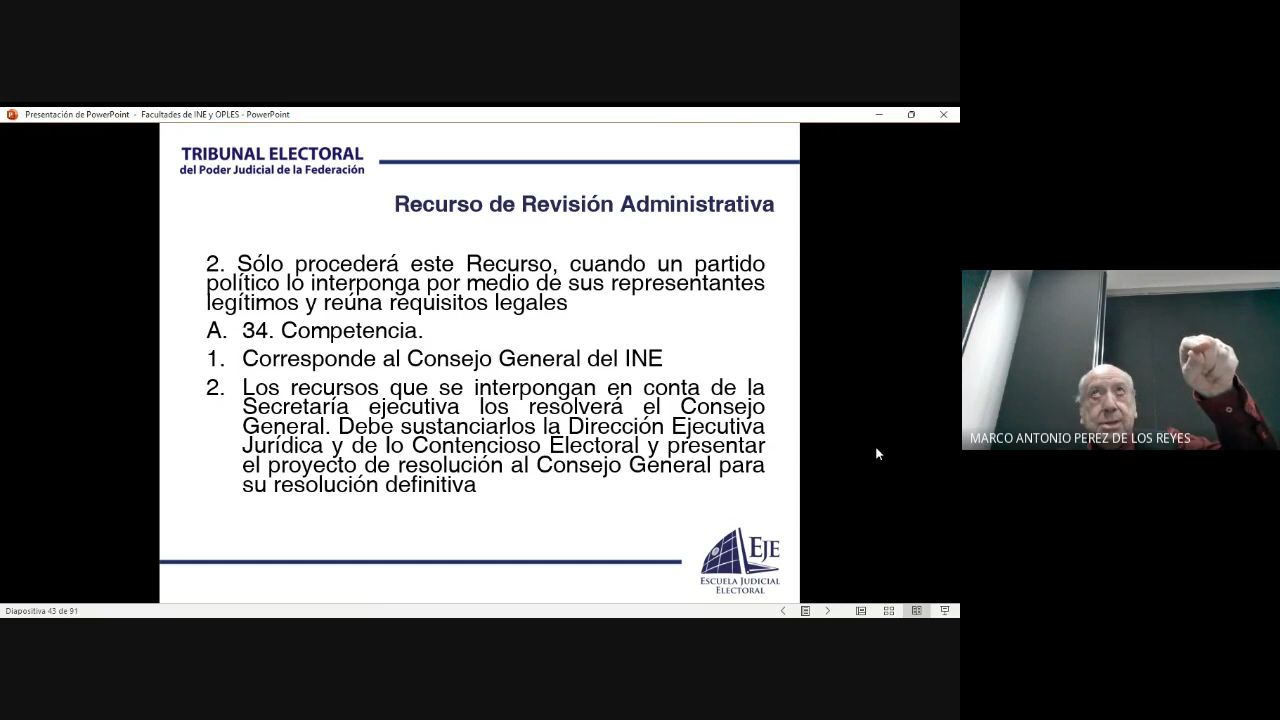 Presentación de PowerPoint - Facultades de INE y OPLES - PowerPoint
TRIBUNAL ELECTORAL
del Poder Judicial de la Federación
Recurso de Revisión Administrativa
2. Sólo procederá este Recurso, cuando un partido
político lo interponga por medio de sus representantes
legítimos y reúna requisitos legales
A. 34. Competencia.
1. Corresponde al Consejo General del INE
2. Los recursos que se interpongan en conta de la
Secretaría ejecutiva los resolverá el Consejo
General. Debe sustanciarlos la Dirección Ejecutiva
Jurídica y de lo Contencioso Electoral y presentar
el proyecto de resolución al Consejo General para
su resolución definitiva
EJE
ESCUELA JUDICIAL
ELECTORAL
Diapositiva 43 de 91
MARCO ANTONIO PEREZ DE LOS REYES